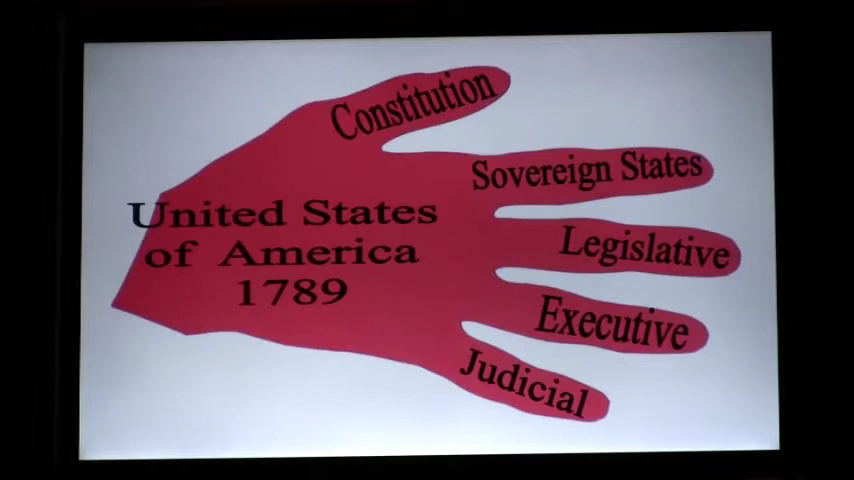 Constitution
Sovereign States
Legislative
Executive
Judicial
United States
of America
1789